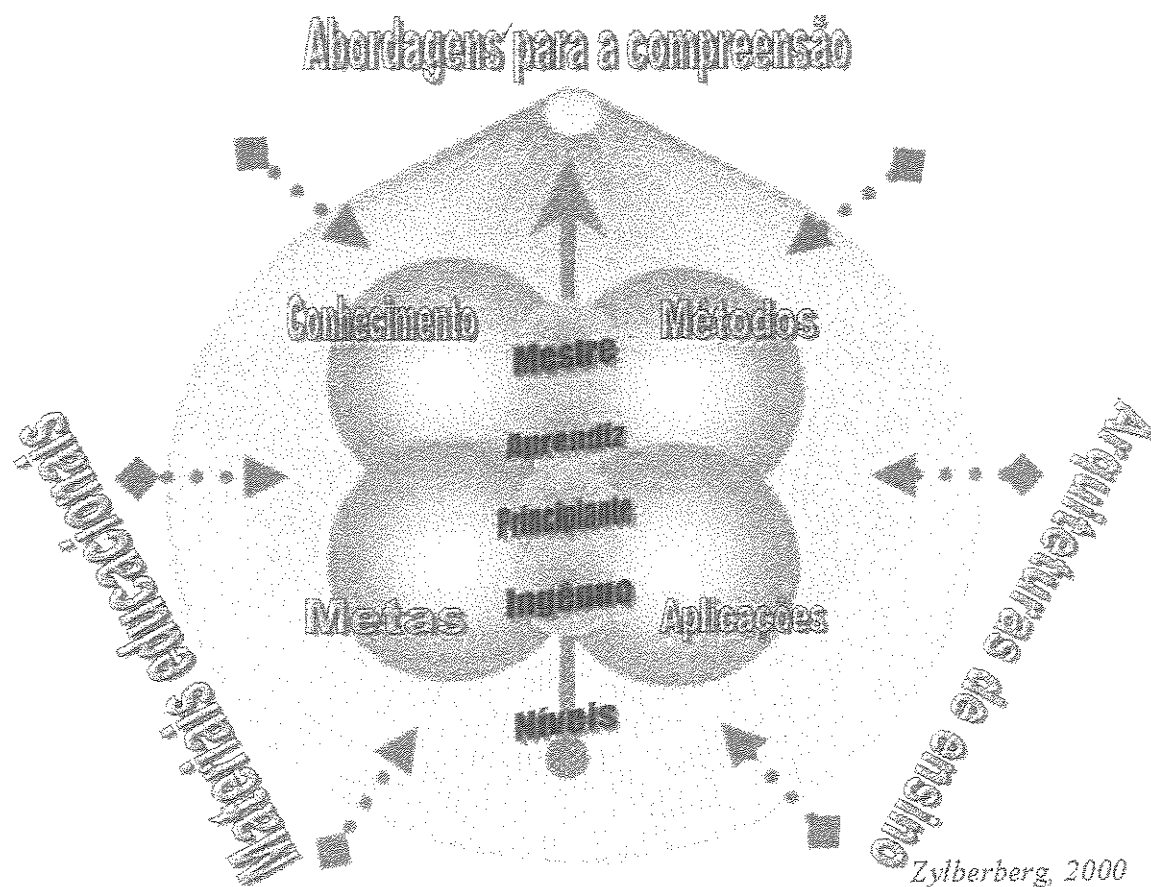 Abordagens para a compreensão
Conhecimento
Métodos
Mestre
Aprendiz
Principiante
Ingênuo
Metas
Aplicações
Níveis
Materiais educacionais
Arquiteturas de ensino
Zylberberg, 2000